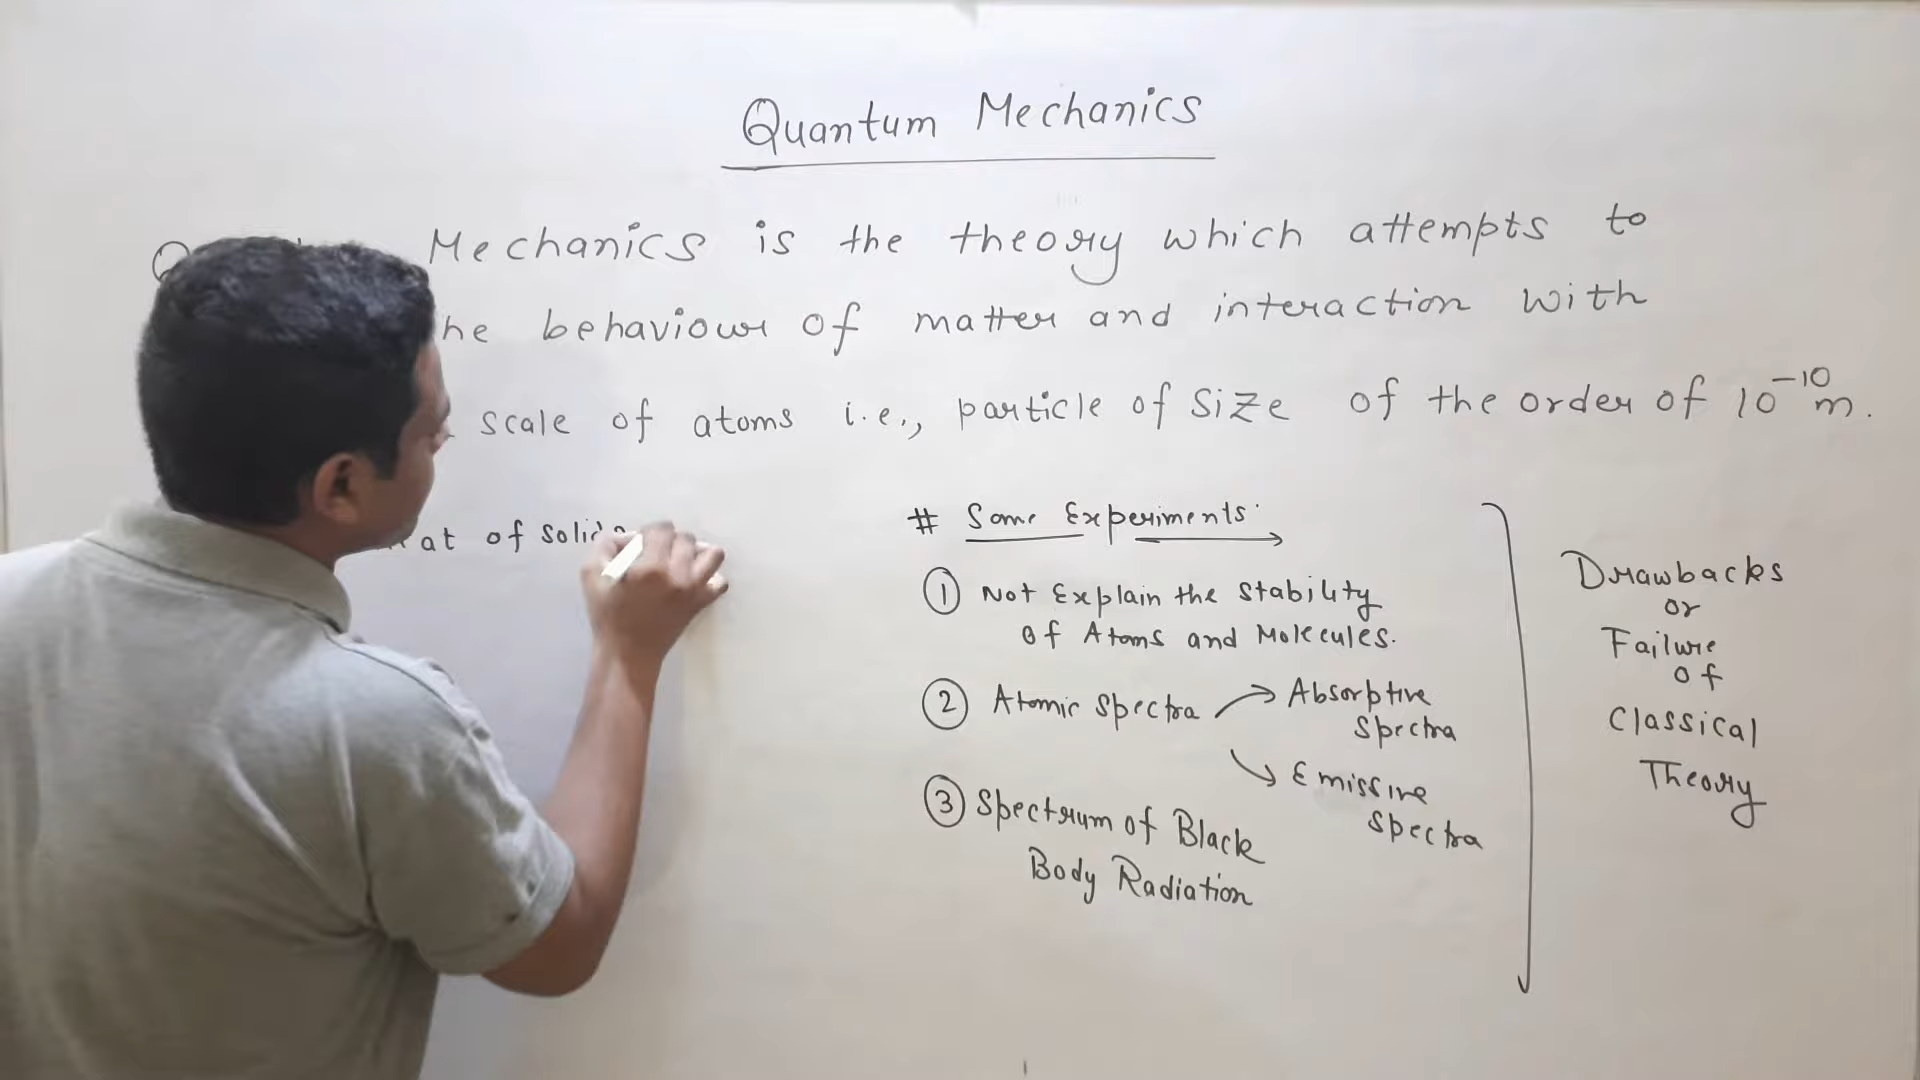 Quantum Mechanics
Mechanics is the theory which attempts to
he behaviour of matter and interaction with
scale of atoms i.e., particle of Size of the order of 10⁻¹⁰ m.
at of Solids
# Some Experiments:
① Not Explain the Stability
Of Atoms and Molecules.
② Atomic Spectra → Absorptive
Spectra
→ Emissive
Spectra
③ Spectrum of Black
Body Radiation
Drawbacks
or
Failure
of
Classical
Theory